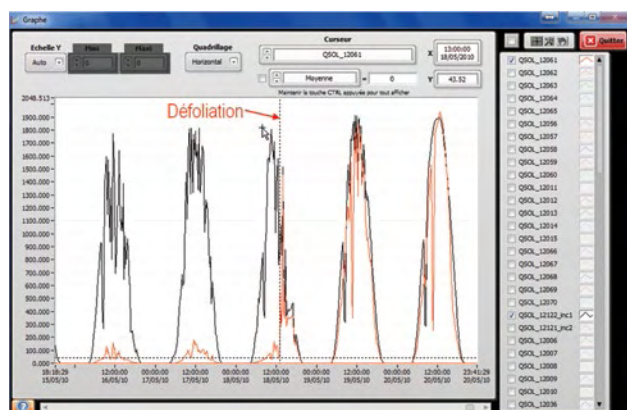 Graphe
Echelle Y
Auto
Mini
0
Maxi
0
Quadrillage
Horizontal
Curseur
QSOL_12061
Moyenne
=
0
X
13:00:00
18/05/2010
Y
43.52
Maintenir la touche CTRL appuyée pour tout afficher
Quitter
Défoliation
2048.513
1900.000
1800.000
1700.000
1600.000
1500.000
1400.000
1300.000
1200.000
1100.000
1000.000
900.000
800.000
700.000
600.000
500.000
400.000
300.000
200.000
100.000
0.000
18:18:29
15/05/10
12:00:00
16/05/10
00:00:00
17/05/10
12:00:00
17/05/10
00:00:00
18/05/10
12:00:00
18/05/10
00:00:00
19/05/10
12:00:00
19/05/10
00:00:00
20/05/10
12:00:00
20/05/10
23:41:29
20/05/10
QSOL_12061
QSOL_12062
QSOL_12063
QSOL_12064
QSOL_12065
QSOL_12056
QSOL_12057
QSOL_12058
QSOL_12059
QSOL_12060
QSOL_12011
QSOL_12012
QSOL_12013
QSOL_12014
QSOL_12015
QSOL_12066
QSOL_12067
QSOL_12068
QSOL_12069
QSOL_12070
QSOL_12122_inc1
QSOL_12121_inc2
QSOL_12006
QSOL_12007
QSOL_12008
QSOL_12009
QSOL_12010
QSOL_12036